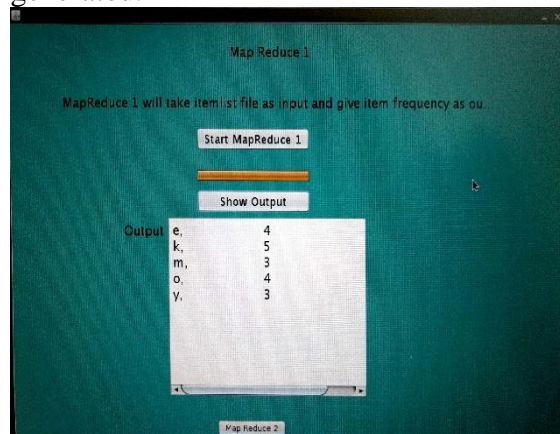 Map Reduce 1
MapReduce 1 will take itemlist file as input and give item frequency as ou...
Start MapReduce 1
Show Output
Output
e, 4
k, 5
m, 3
o, 4
y, 3
Map Reduce 2